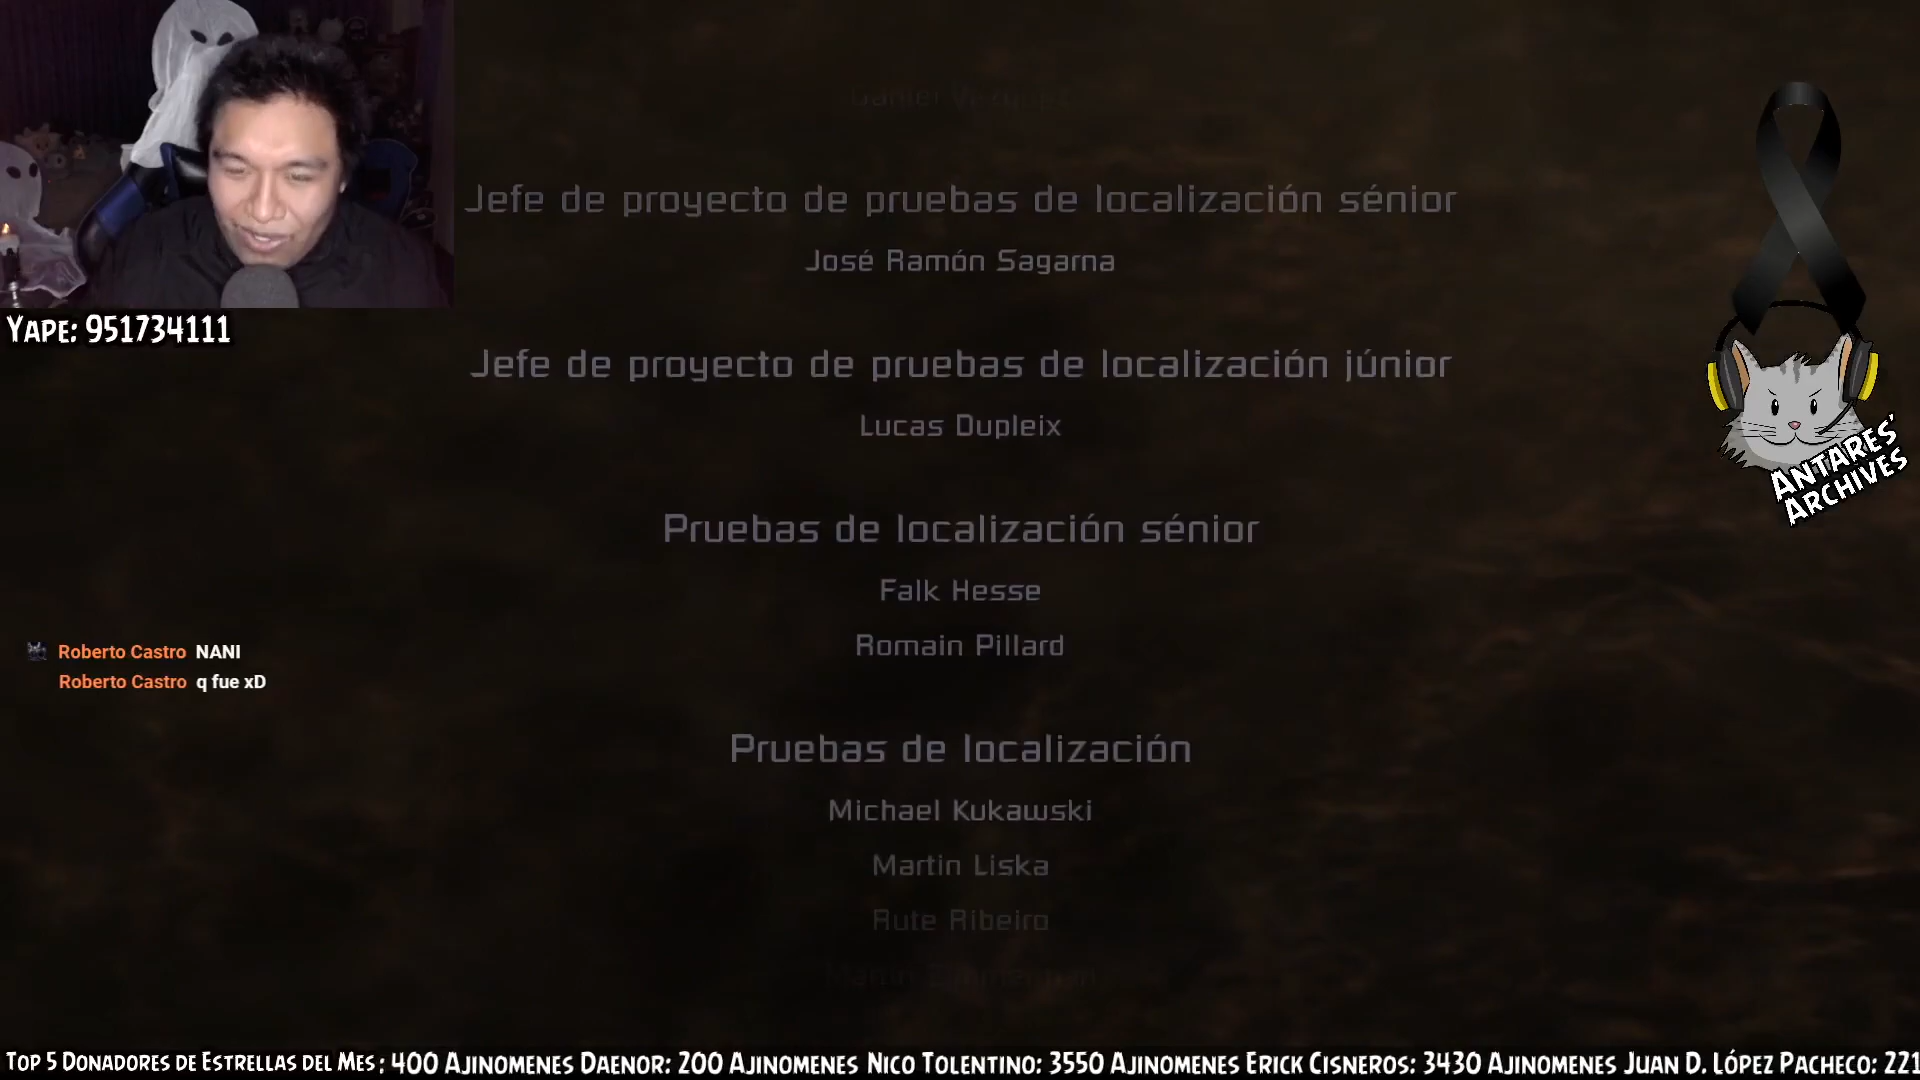 Jefe de proyecto de pruebas de localización sénior
José Ramón Sagarna
YAPE: 951734111
Jefe de proyecto de pruebas de localización júnior
Lucas Dupleix
ANTARES'
ARCHIVES
Pruebas de localización sénior
Falk Hesse
Romain Pillard
Roberto Castro NANI
Roberto Castro q fue xD
Pruebas de localización
Michael Kukawski
Martin Liska
Rute Ribeiro
TOP 5 DONADORES DE ESTRELLAS DEL MES: 400 AJINOMENES DAENOR: 200 AJINOMENES NICO TOLENTINO: 3550 AJINOMENES ERICK CISNEROS: 3430 AJINOMENES JUAN D. LÓPEZ PACHECO: 221